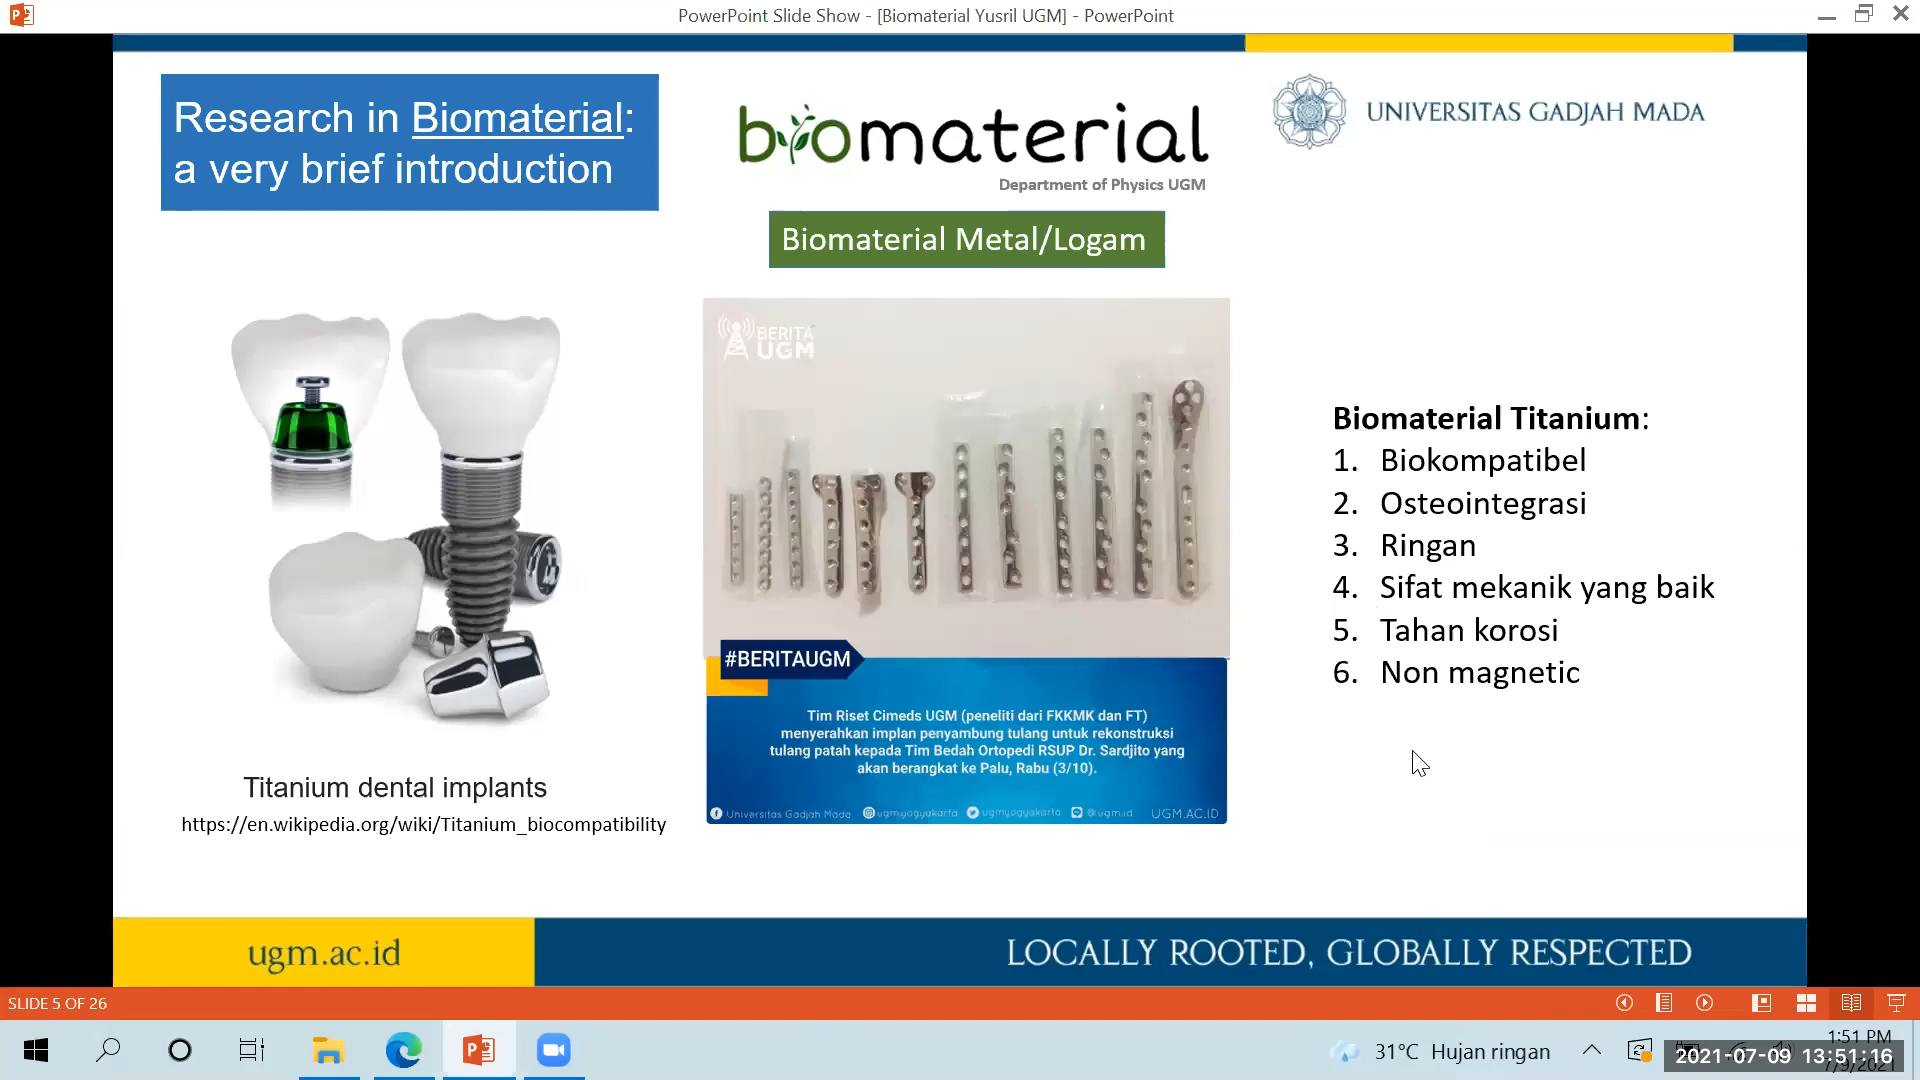 PowerPoint Slide Show - [Biomaterial Yusril UGM] - PowerPoint
Research in Biomaterial:
a very brief introduction
biomaterial
Department of Physics UGM
UNIVERSITAS GADJAH MADA
Biomaterial Metal/Logam
BERITA
UGM
Biomaterial Titanium:
1. Biokompatibel
2. Osteointegrasi
3. Ringan
4. Sifat mekanik yang baik
5. Tahan korosi
6. Non magnetic
#BERITAUGM
Tim Riset Cimeds UGM (peneliti dari FKKMK dan FT)
menyerahkan implan penyambung tulang untuk rekonstruksi
tulang patah kepada Tim Bedah Ortopedi RSUP Dr. Sardjito yang
akan berangkat ke Palu, Rabu (3/10).
Universitas Gadjah Mada ugmyogyakarta ugmyogyakarta @ugm.id UGM.AC.ID
Titanium dental implants
https://en.wikipedia.org/wiki/Titanium_biocompatibility
ugm.ac.id
LOCALLY ROOTED, GLOBALLY RESPECTED
SLIDE 5 OF 26
31°C Hujan ringan
1:51 PM
2021-07-09 13:51:16